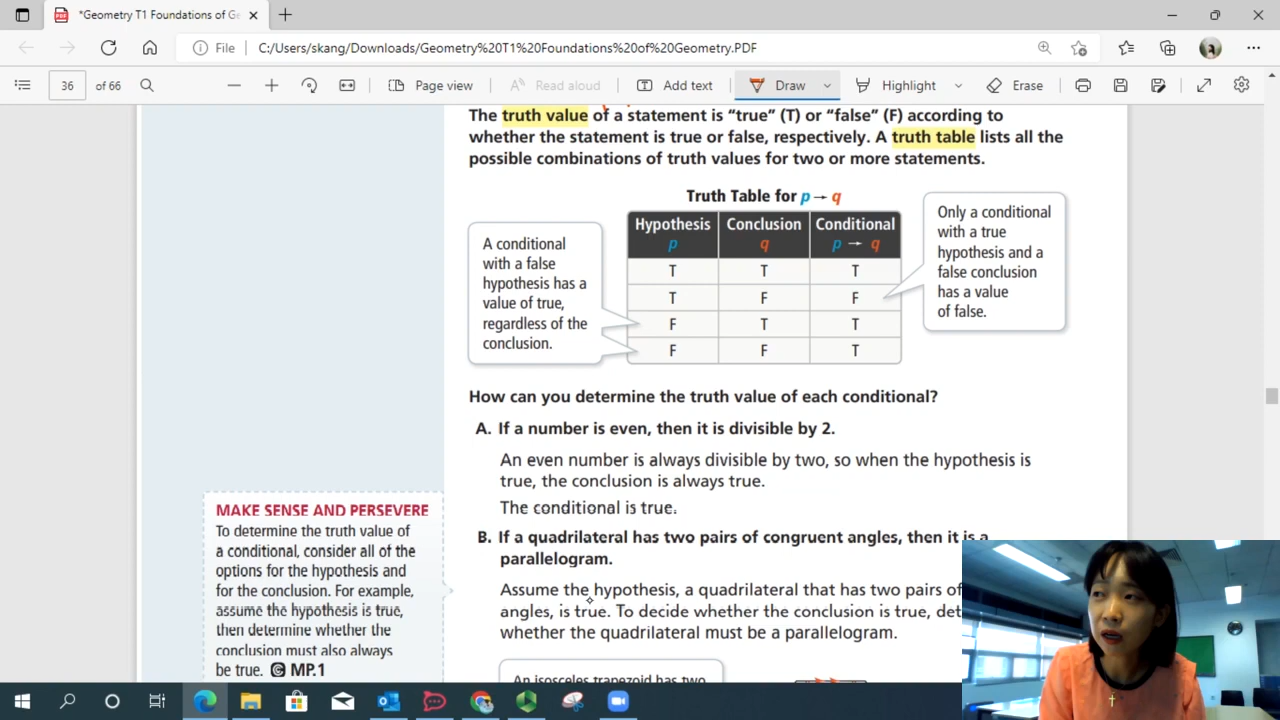 *Geometry T1 Foundations of Ge
File
C:/Users/skang/Downloads/Geometry%20T1%20Foundations%20of%20Geometry.PDF
36 of 66
Page view
Read aloud
Add text
Draw
Highlight
Erase
The truth value of a statement is “true” (T) or “false” (F) according to
whether the statement is true or false, respectively. A truth table lists all the
possible combinations of truth values for two or more statements.
Truth Table for p → q
Hypothesis Conclusion Conditional
p q p → q
T T T
T F F
F T T
F F T
A conditional
with a false
hypothesis has a
value of true,
regardless of the
conclusion.
Only a conditional
with a true
hypothesis and a
false conclusion
has a value
of false.
How can you determine the truth value of each conditional?
A. If a number is even, then it is divisible by 2.
An even number is always divisible by two, so when the hypothesis is
true, the conclusion is always true.
The conditional is true.
B. If a quadrilateral has two pairs of congruent angles, then it is a
parallelogram.
Assume the hypothesis, a quadrilateral that has two pairs of
angles, is true. To decide whether the conclusion is true, det
whether the quadrilateral must be a parallelogram.
An isosceles trapezoid has two
MAKE SENSE AND PERSEVERE
To determine the truth value of
a conditional, consider all of the
options for the hypothesis and
for the conclusion. For example,
assume the hypothesis is true,
then determine whether the
conclusion must also always
be true. MP.1